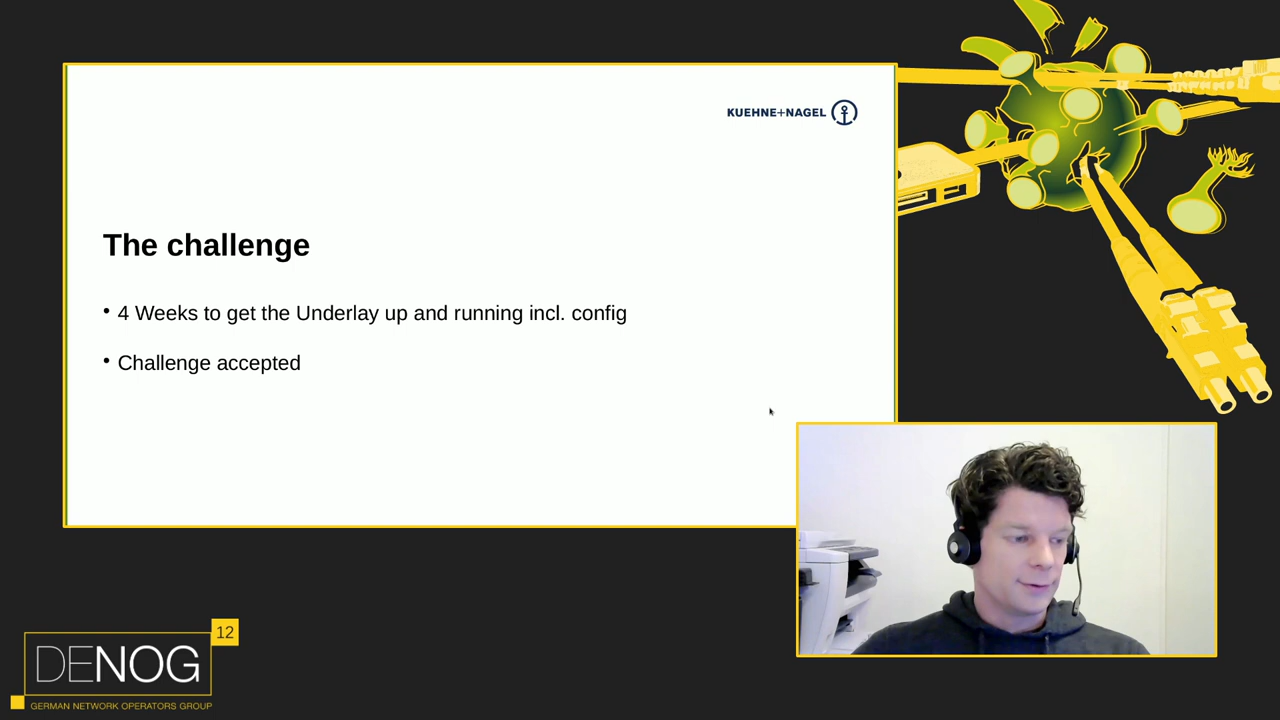 KUEHNE+NAGEL
The challenge
• 4 Weeks to get the Underlay up and running incl. config
• Challenge accepted
12
DENOG
GERMAN NETWORK OPERATORS GROUP